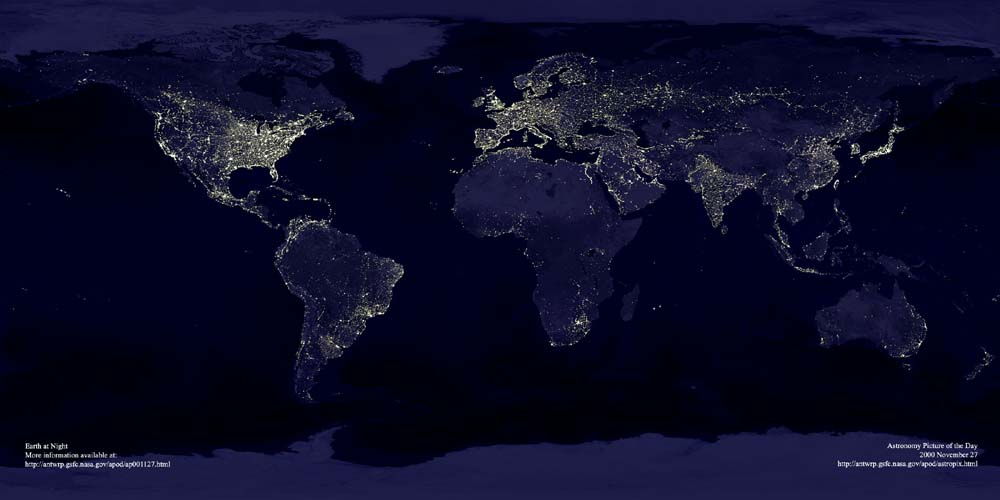 Earth at Night
More information available at:
http://antwrp.gsfc.nasa.gov/apod/ap001127.html
Astronomy Picture of the Day
2000 November 27
http://antwrp.gsfc.nasa.gov/apod/astropix.html